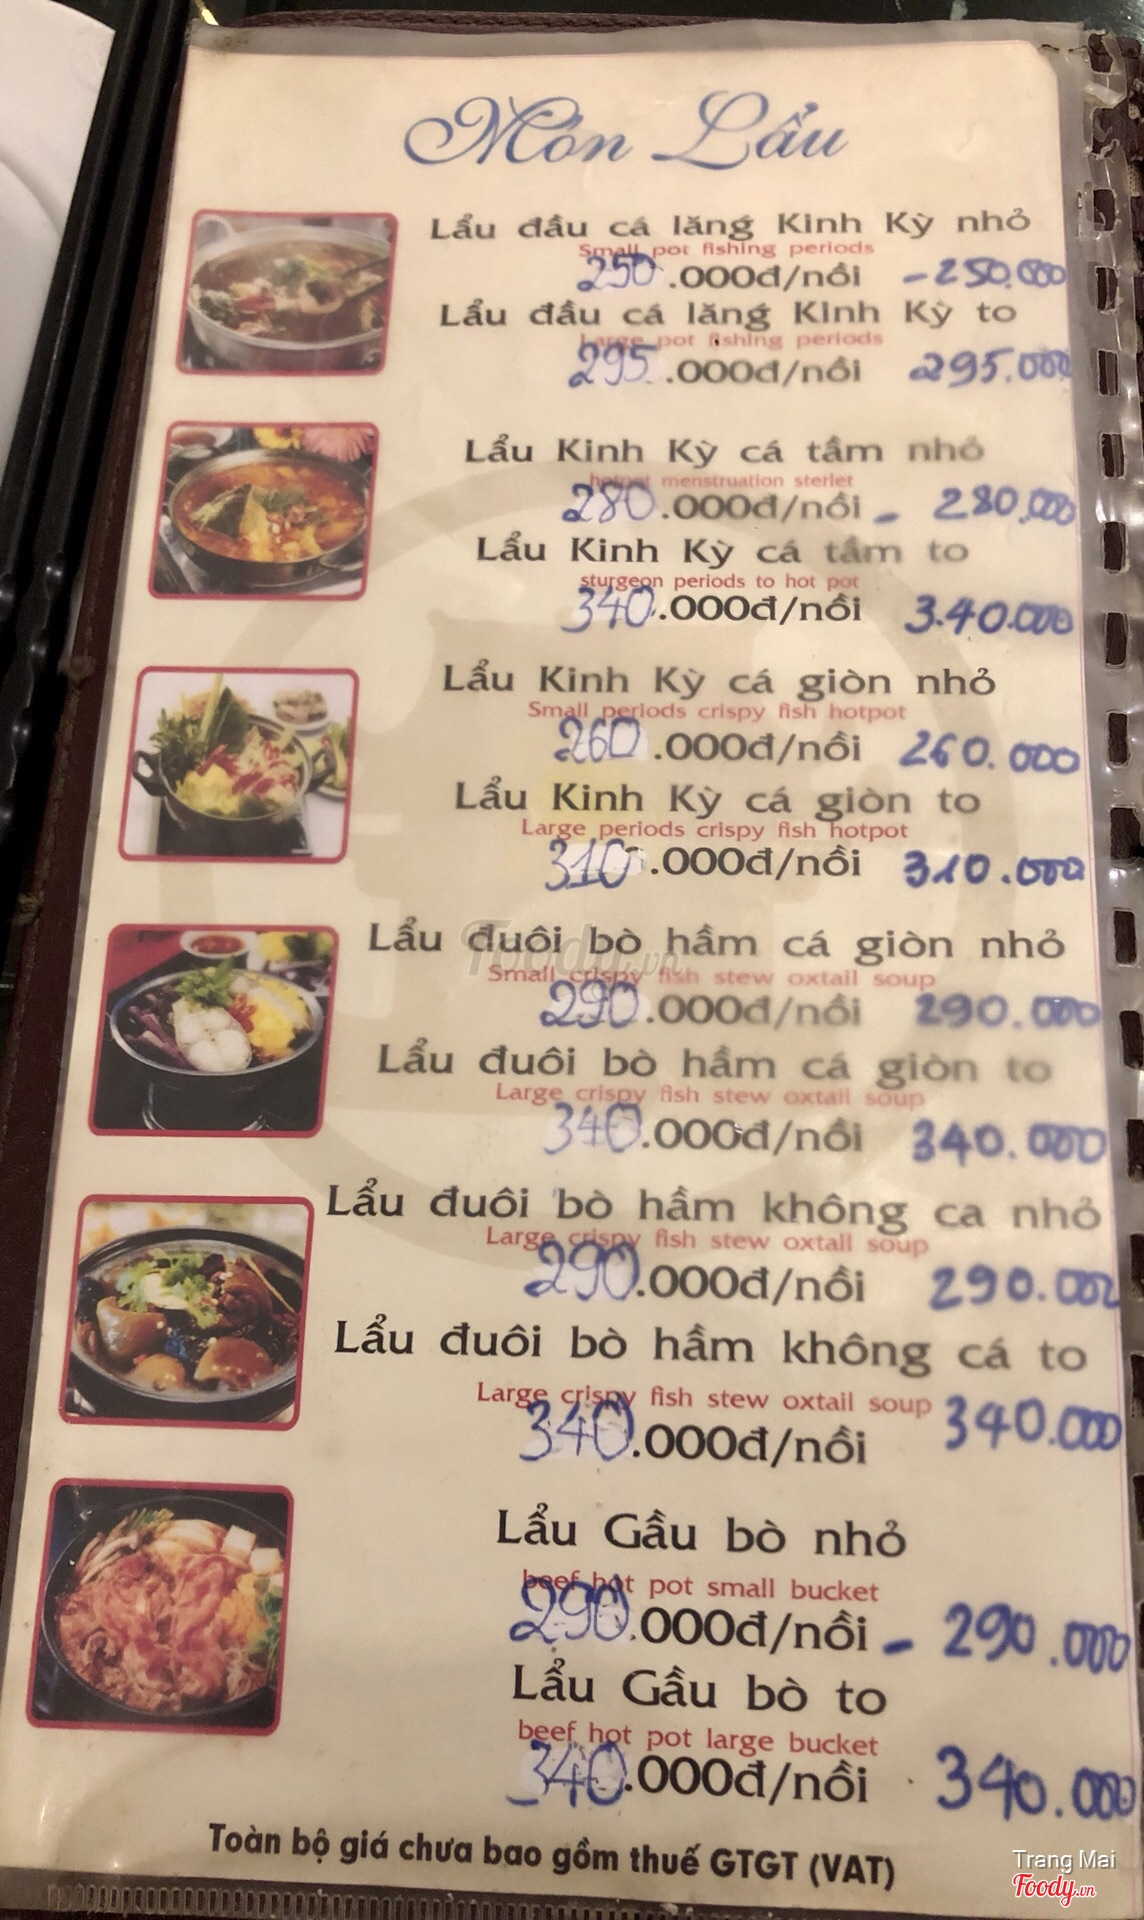 Món Lẩu
Lẩu đầu cá lăng Kinh Kỳ nhỏ
Small pot fishing periods
250.000đ/nồi - 250.000
Lẩu đầu cá lăng Kinh Kỳ to
Large pot fishing periods
295.000đ/nồi 295.000
Lẩu Kinh Kỳ cá tầm nhỏ
hotpot menstruation sterlet
280.000đ/nồi - 280.000
Lẩu Kinh Kỳ cá tầm to
sturgeon periods to hot pot
340.000đ/nồi 3.40.000
Lẩu Kinh Kỳ cá giòn nhỏ
Small periods crispy fish hotpot
260.000đ/nồi 260.000
Lẩu Kinh Kỳ cá giòn to
Large periods crispy fish hotpot
310.000đ/nồi 310.000
Lẩu đuôi bò hầm cá giòn nhỏ
Foody.vn
Small crispy fish stew oxtail soup
290.000đ/nồi 290.000
Lẩu đuôi bò hầm cá giòn to
Large crispy fish stew oxtail soup
340.000đ/nồi 340.000
Lẩu đuôi bò hầm không ca nhỏ
Large crispy fish stew oxtail soup
290.000đ/nồi 290.000
Lẩu đuôi bò hầm không cá to
Large crispy fish stew oxtail soup
340.000đ/nồi 340.000
Lẩu Gầu bò nhỏ
beef hot pot small bucket
290.000đ/nồi - 290.000
Lẩu Gầu bò to
beef hot pot large bucket
340.000đ/nồi 340.000
Toàn bộ giá chưa bao gồm thuế GTGT (VAT)
Trang Mai
Foody.vn